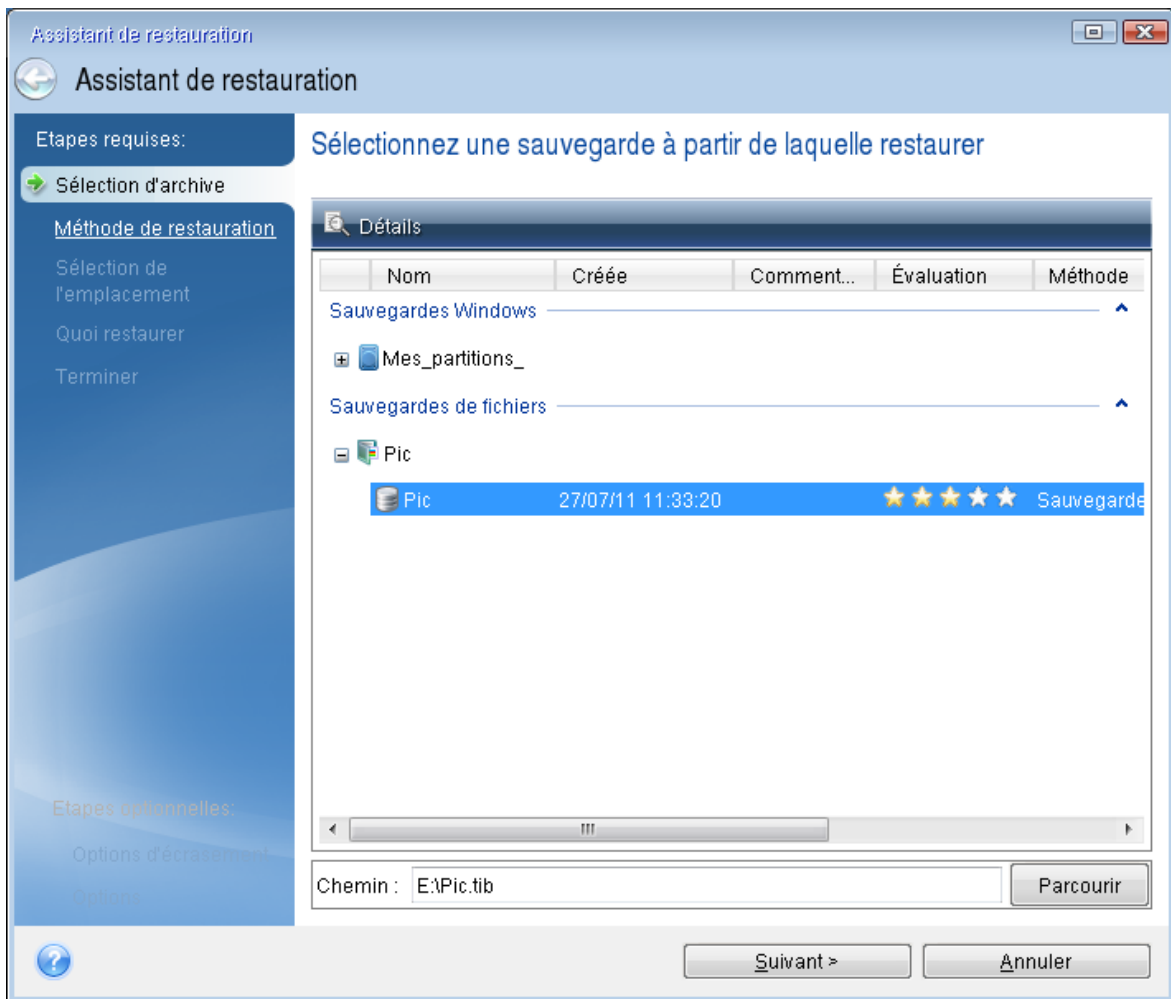 Assistant de restauration
Assistant de restauration
Etapes requises:
Sélection d'archive
Méthode de restauration
Sélection de
l'emplacement
Quoi restaurer
Terminer
Etapes
Options d'écrasement
Options
Sélectionnez une sauvegarde à partir de laquelle restaurer
Détails
Nom Créée Comment... Évaluation Méthode
Sauvegardes Windows
Mes_partitions_
Sauvegardes de fichiers
Pic
Pic 27/07/11 11:33:20 Sauvegarde
Chemin : E:\Pic.tib Parcourir
Suivant > Annuler